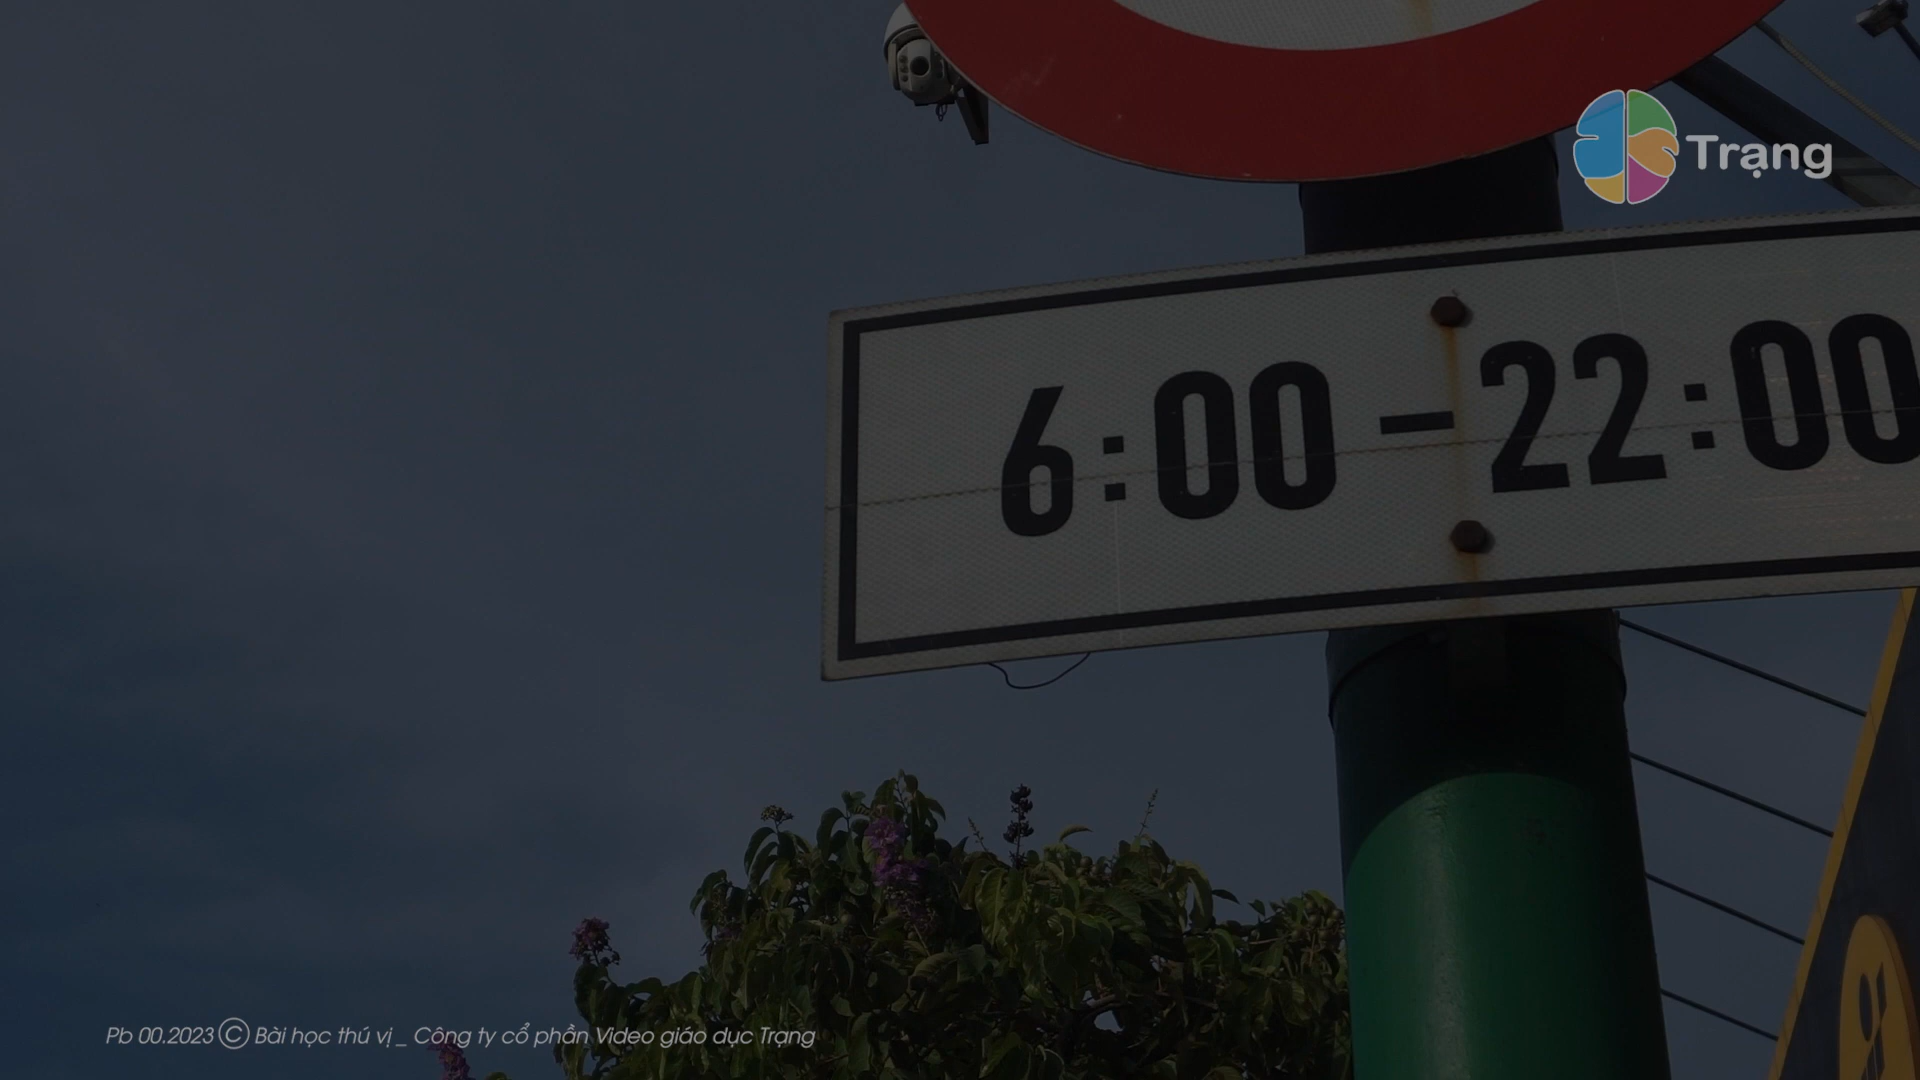 Trạng
6:00 – 22:00
Pb 00.2023 © Bài học thú vị _ Công ty cổ phần Video giáo dục Trạng